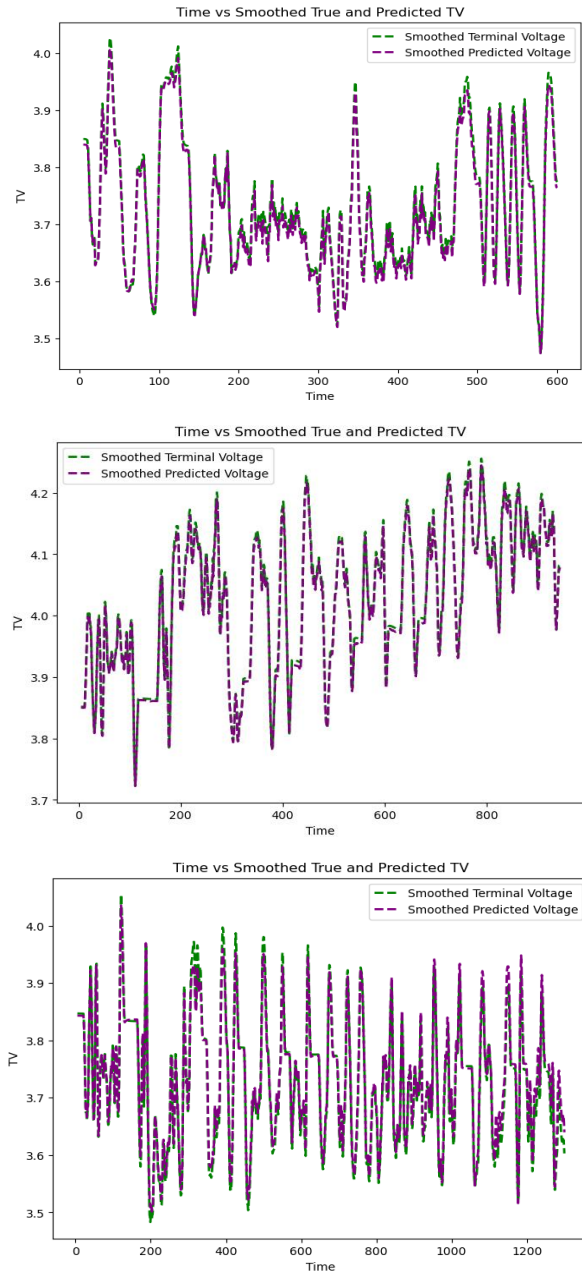 Time vs Smoothed True and Predicted TV
Smoothed Terminal Voltage
Smoothed Predicted Voltage
4.0
3.9
3.8
3.7
3.6
3.5
TV
0 100 200 300 400 500 600
Time
Time vs Smoothed True and Predicted TV
Smoothed Terminal Voltage
Smoothed Predicted Voltage
4.2
4.1
4.0
3.9
3.8
3.7
TV
0 200 400 600 800
Time
Time vs Smoothed True and Predicted TV
Smoothed Terminal Voltage
Smoothed Predicted Voltage
4.0
3.9
3.8
3.7
3.6
3.5
TV
0 200 400 600 800 1000 1200
Time